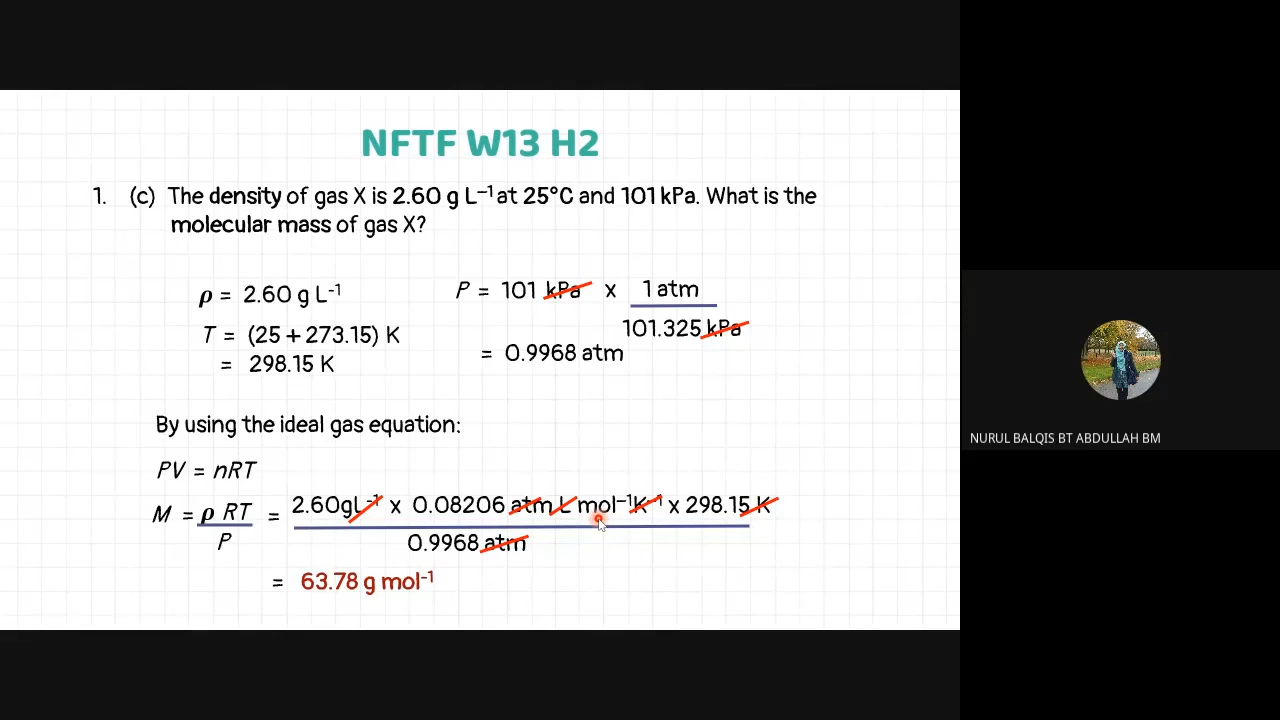 NFTF W13 H2
1. (c) The density of gas X is 2.60 g L⁻¹ at 25°C and 101 kPa. What is the
molecular mass of gas X?
ρ = 2.60 g L⁻¹
P = 101 kPa x 1 atm
101.325 kPa
T = (25 + 273.15) K
= 298.15 K
= 0.9968 atm
By using the ideal gas equation:
PV = nRT
M = ρ RT = 2.60gL⁻¹ x 0.08206 atm L mol⁻¹K⁻¹ x 298.15 K
P 0.9968 atm
= 63.78 g mol⁻¹
NURUL BALQIS BT ABDULLAH BM